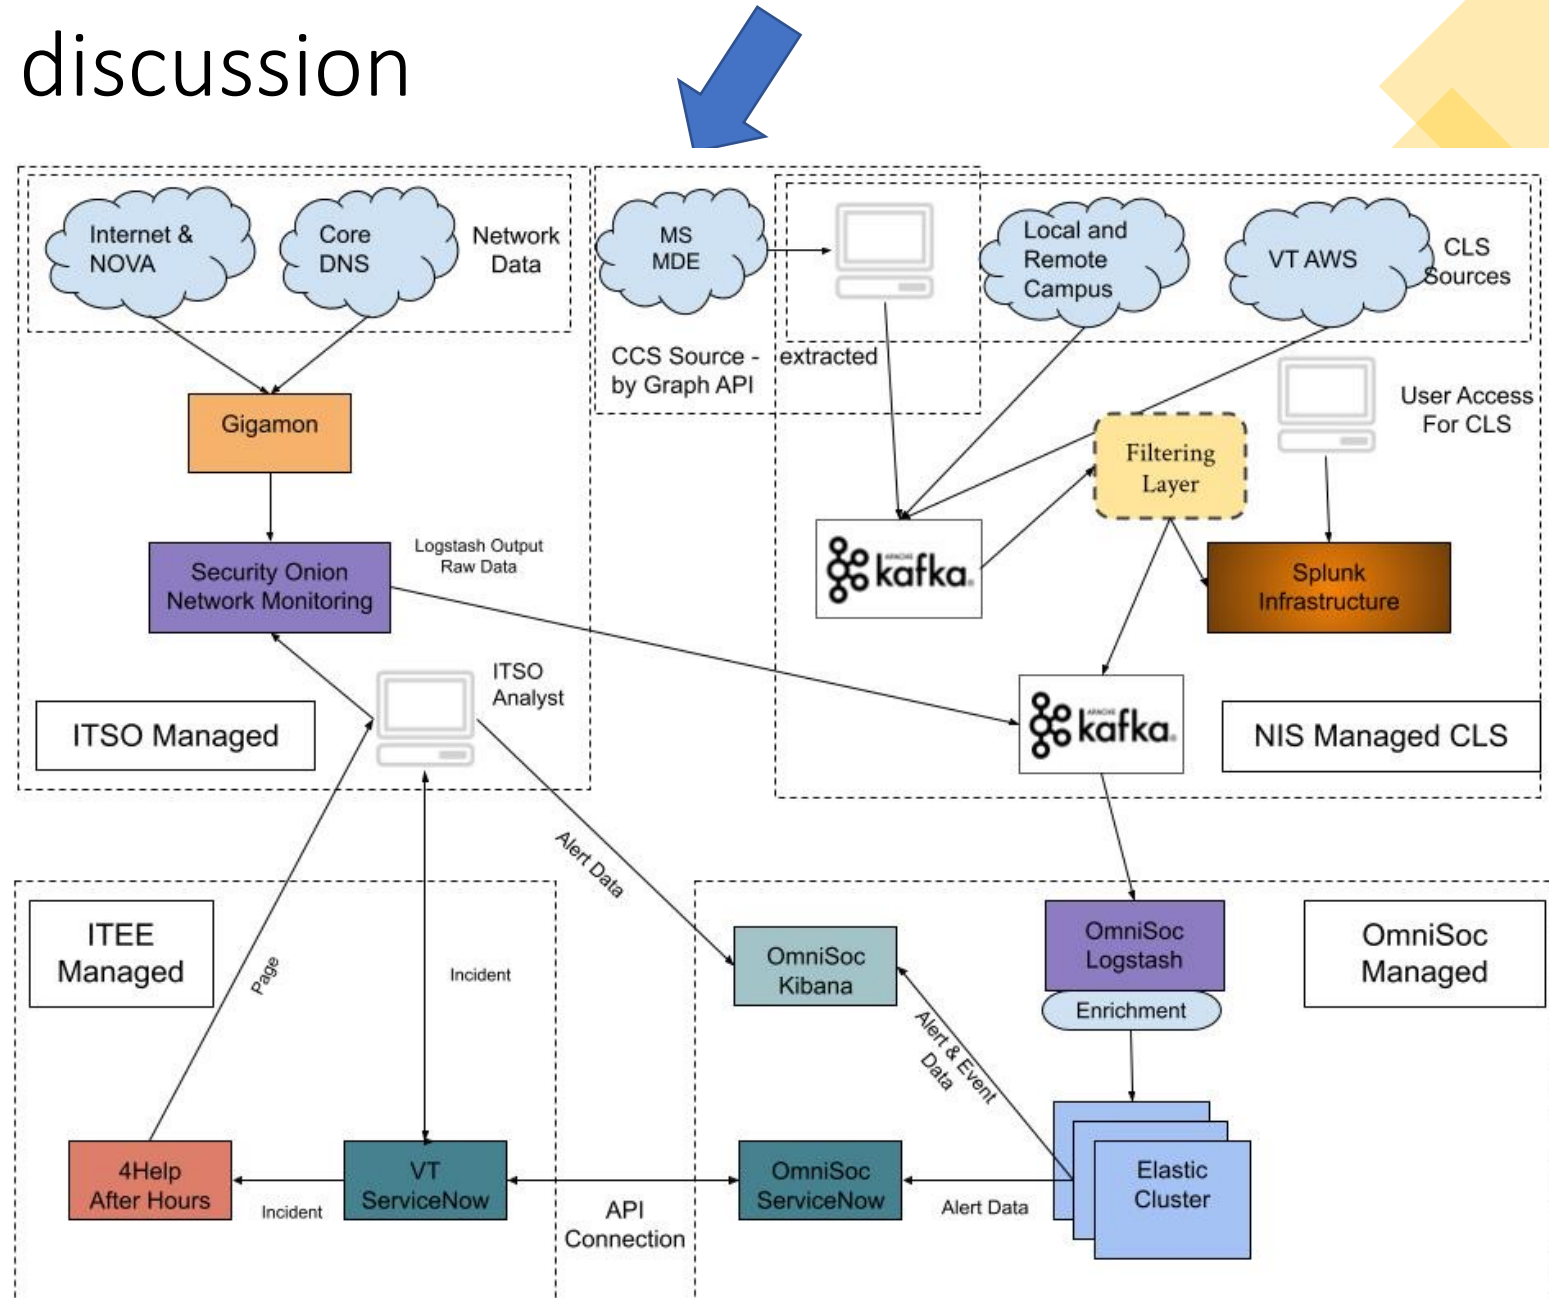 discussion
Internet &
NOVA
Core
DNS
Network
Data
MS
MDE
Local and
Remote
Campus
VT AWS
CLS
Sources
CCS Source - extracted
by Graph API
User Access
For CLS
Gigamon
Filtering
Layer
Security Onion
Network Monitoring
Logstash Output
Raw Data
APACHE
kafka.
Splunk
Infrastructure
ITSO
Analyst
ITSO Managed
APACHE
kafka.
NIS Managed CLS
Alert Data
ITEE
Managed
Page
Incident
OmniSoc
Kibana
OmniSoc
Logstash
Enrichment
OmniSoc
Managed
Alert & Event
Data
4Help
After Hours
Incident
VT
ServiceNow
API
Connection
OmniSoc
ServiceNow
Alert Data
Elastic
Cluster